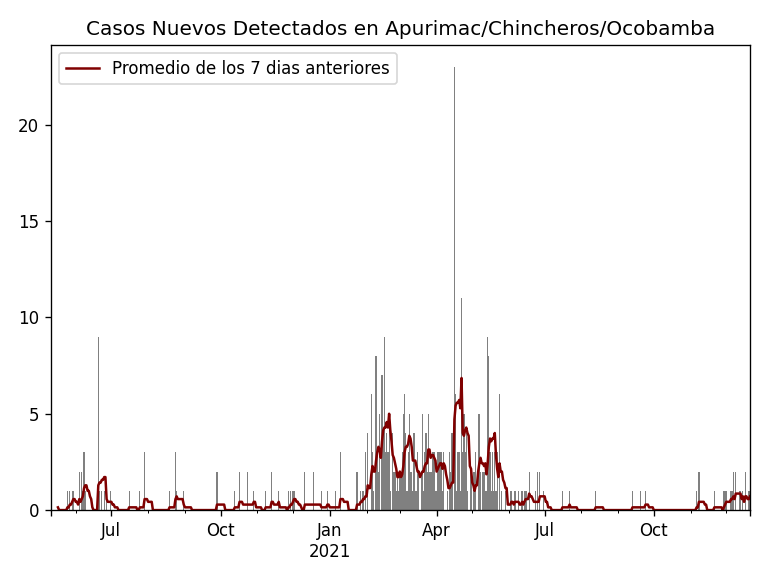 Casos Nuevos Detectados en Apurimac/Chincheros/Ocobamba
Promedio de los 7 dias anteriores
20
15
10
5
0
Jul Oct Jan Apr Jul Oct
2021